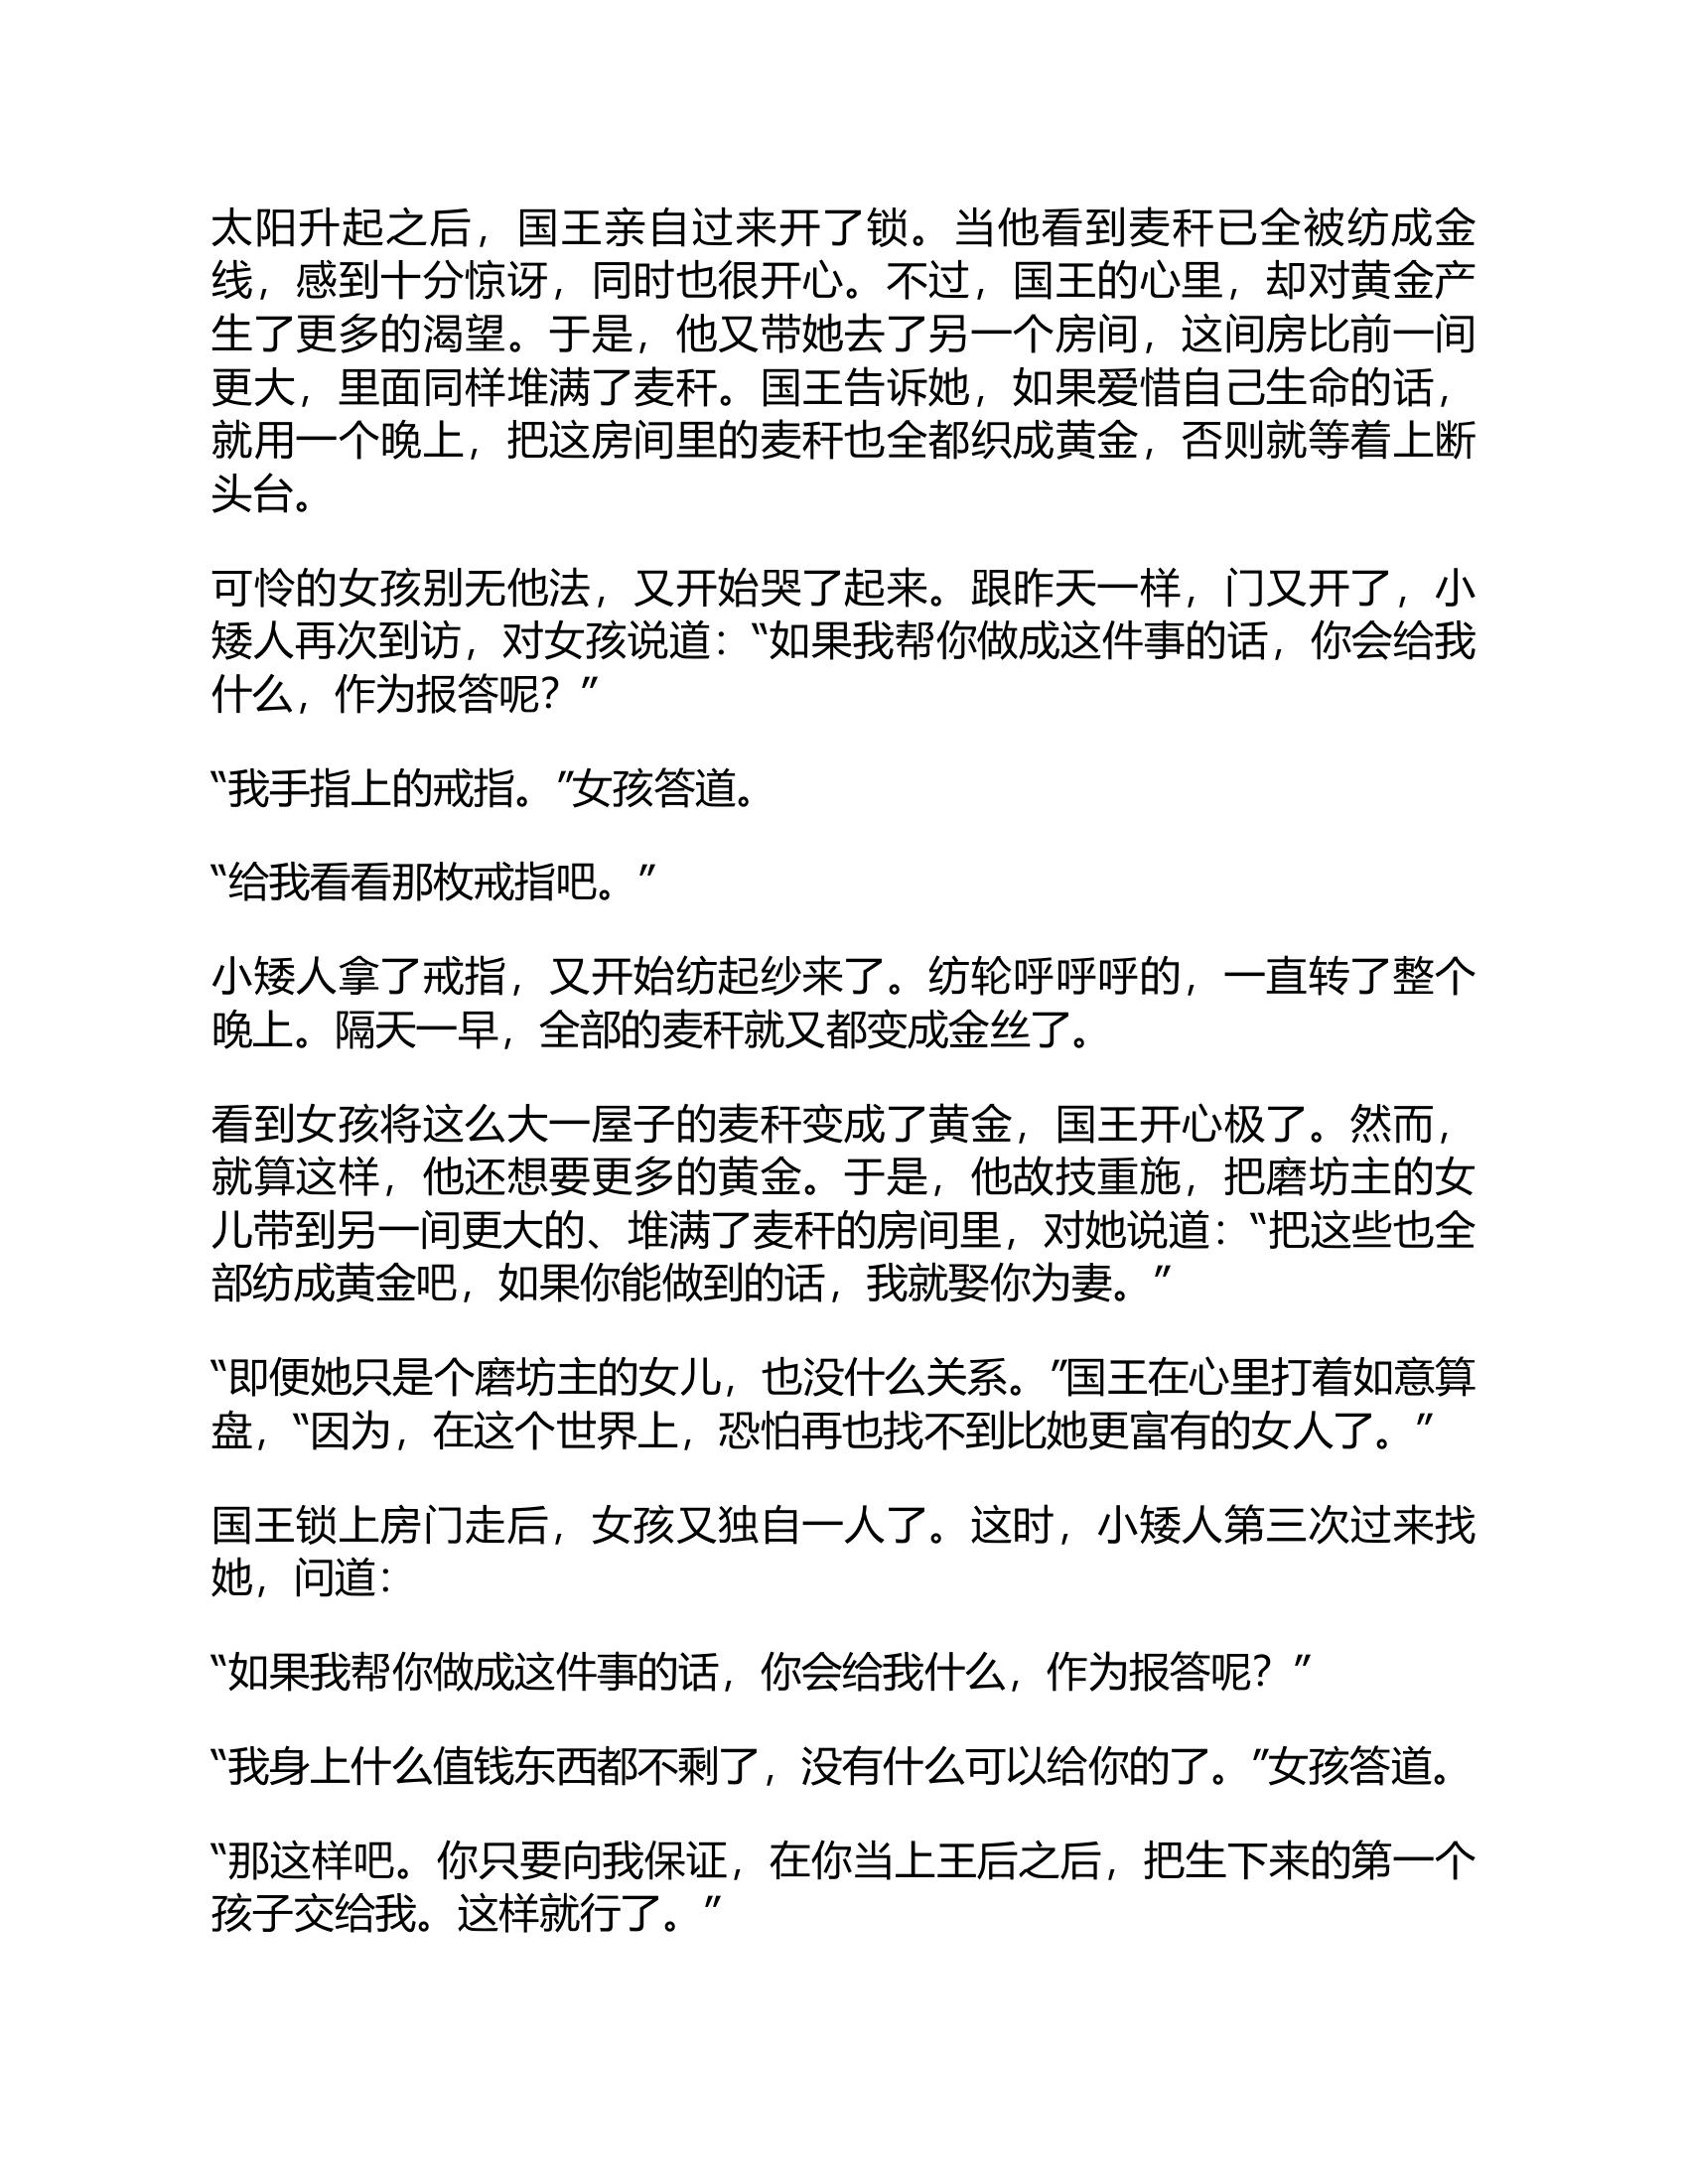 太阳升起之后，国王亲自过来开了锁。当他看到麦秆已全被纺成金
线，感到十分惊讶，同时也很开心。不过，国王的心里，却对黄金产
生了更多的渴望。于是，他又带她去了另一个房间，这间房比前一间
更大，里面同样堆满了麦秆。国王告诉她，如果爱惜自己生命的话，
就用一个晚上，把这房间里的麦秆也全都织成黄金，否则就等着上断
头台。
可怜的女孩别无他法，又开始哭了起来。跟昨天一样，门又开了，小
矮人再次到访，对女孩说道：“如果我帮你做成这件事的话，你会给我
什么，作为报答呢？”
“我手指上的戒指。”女孩答道。
“给我看看那枚戒指吧。”
小矮人拿了戒指，又开始纺起纱来了。纺轮呼呼呼的，一直转了整个
晚上。隔天一早，全部的麦秆就又都变成金丝了。
看到女孩将这么大一屋子的麦秆变成了黄金，国王开心极了。然而，
就算这样，他还想要更多的黄金。于是，他故技重施，把磨坊主的女
儿带到另一间更大的、堆满了麦秆的房间里，对她说道：“把这些也全
部纺成黄金吧，如果你能做到的话，我就娶你为妻。”
“即便她只是个磨坊主的女儿，也没什么关系。”国王在心里打着如意算
盘，“因为，在这个世界上，恐怕再也找不到比她更富有的女人了。”
国王锁上房门走后，女孩又独自一人了。这时，小矮人第三次过来找
她，问道：
“如果我帮你做成这件事的话，你会给我什么，作为报答呢？”
“我身上什么值钱东西都不剩了，没有什么可以给你的了。”女孩答道。
“那这样吧。你只要向我保证，在你当上王后之后，把生下来的第一个
孩子交给我。这样就行了。”